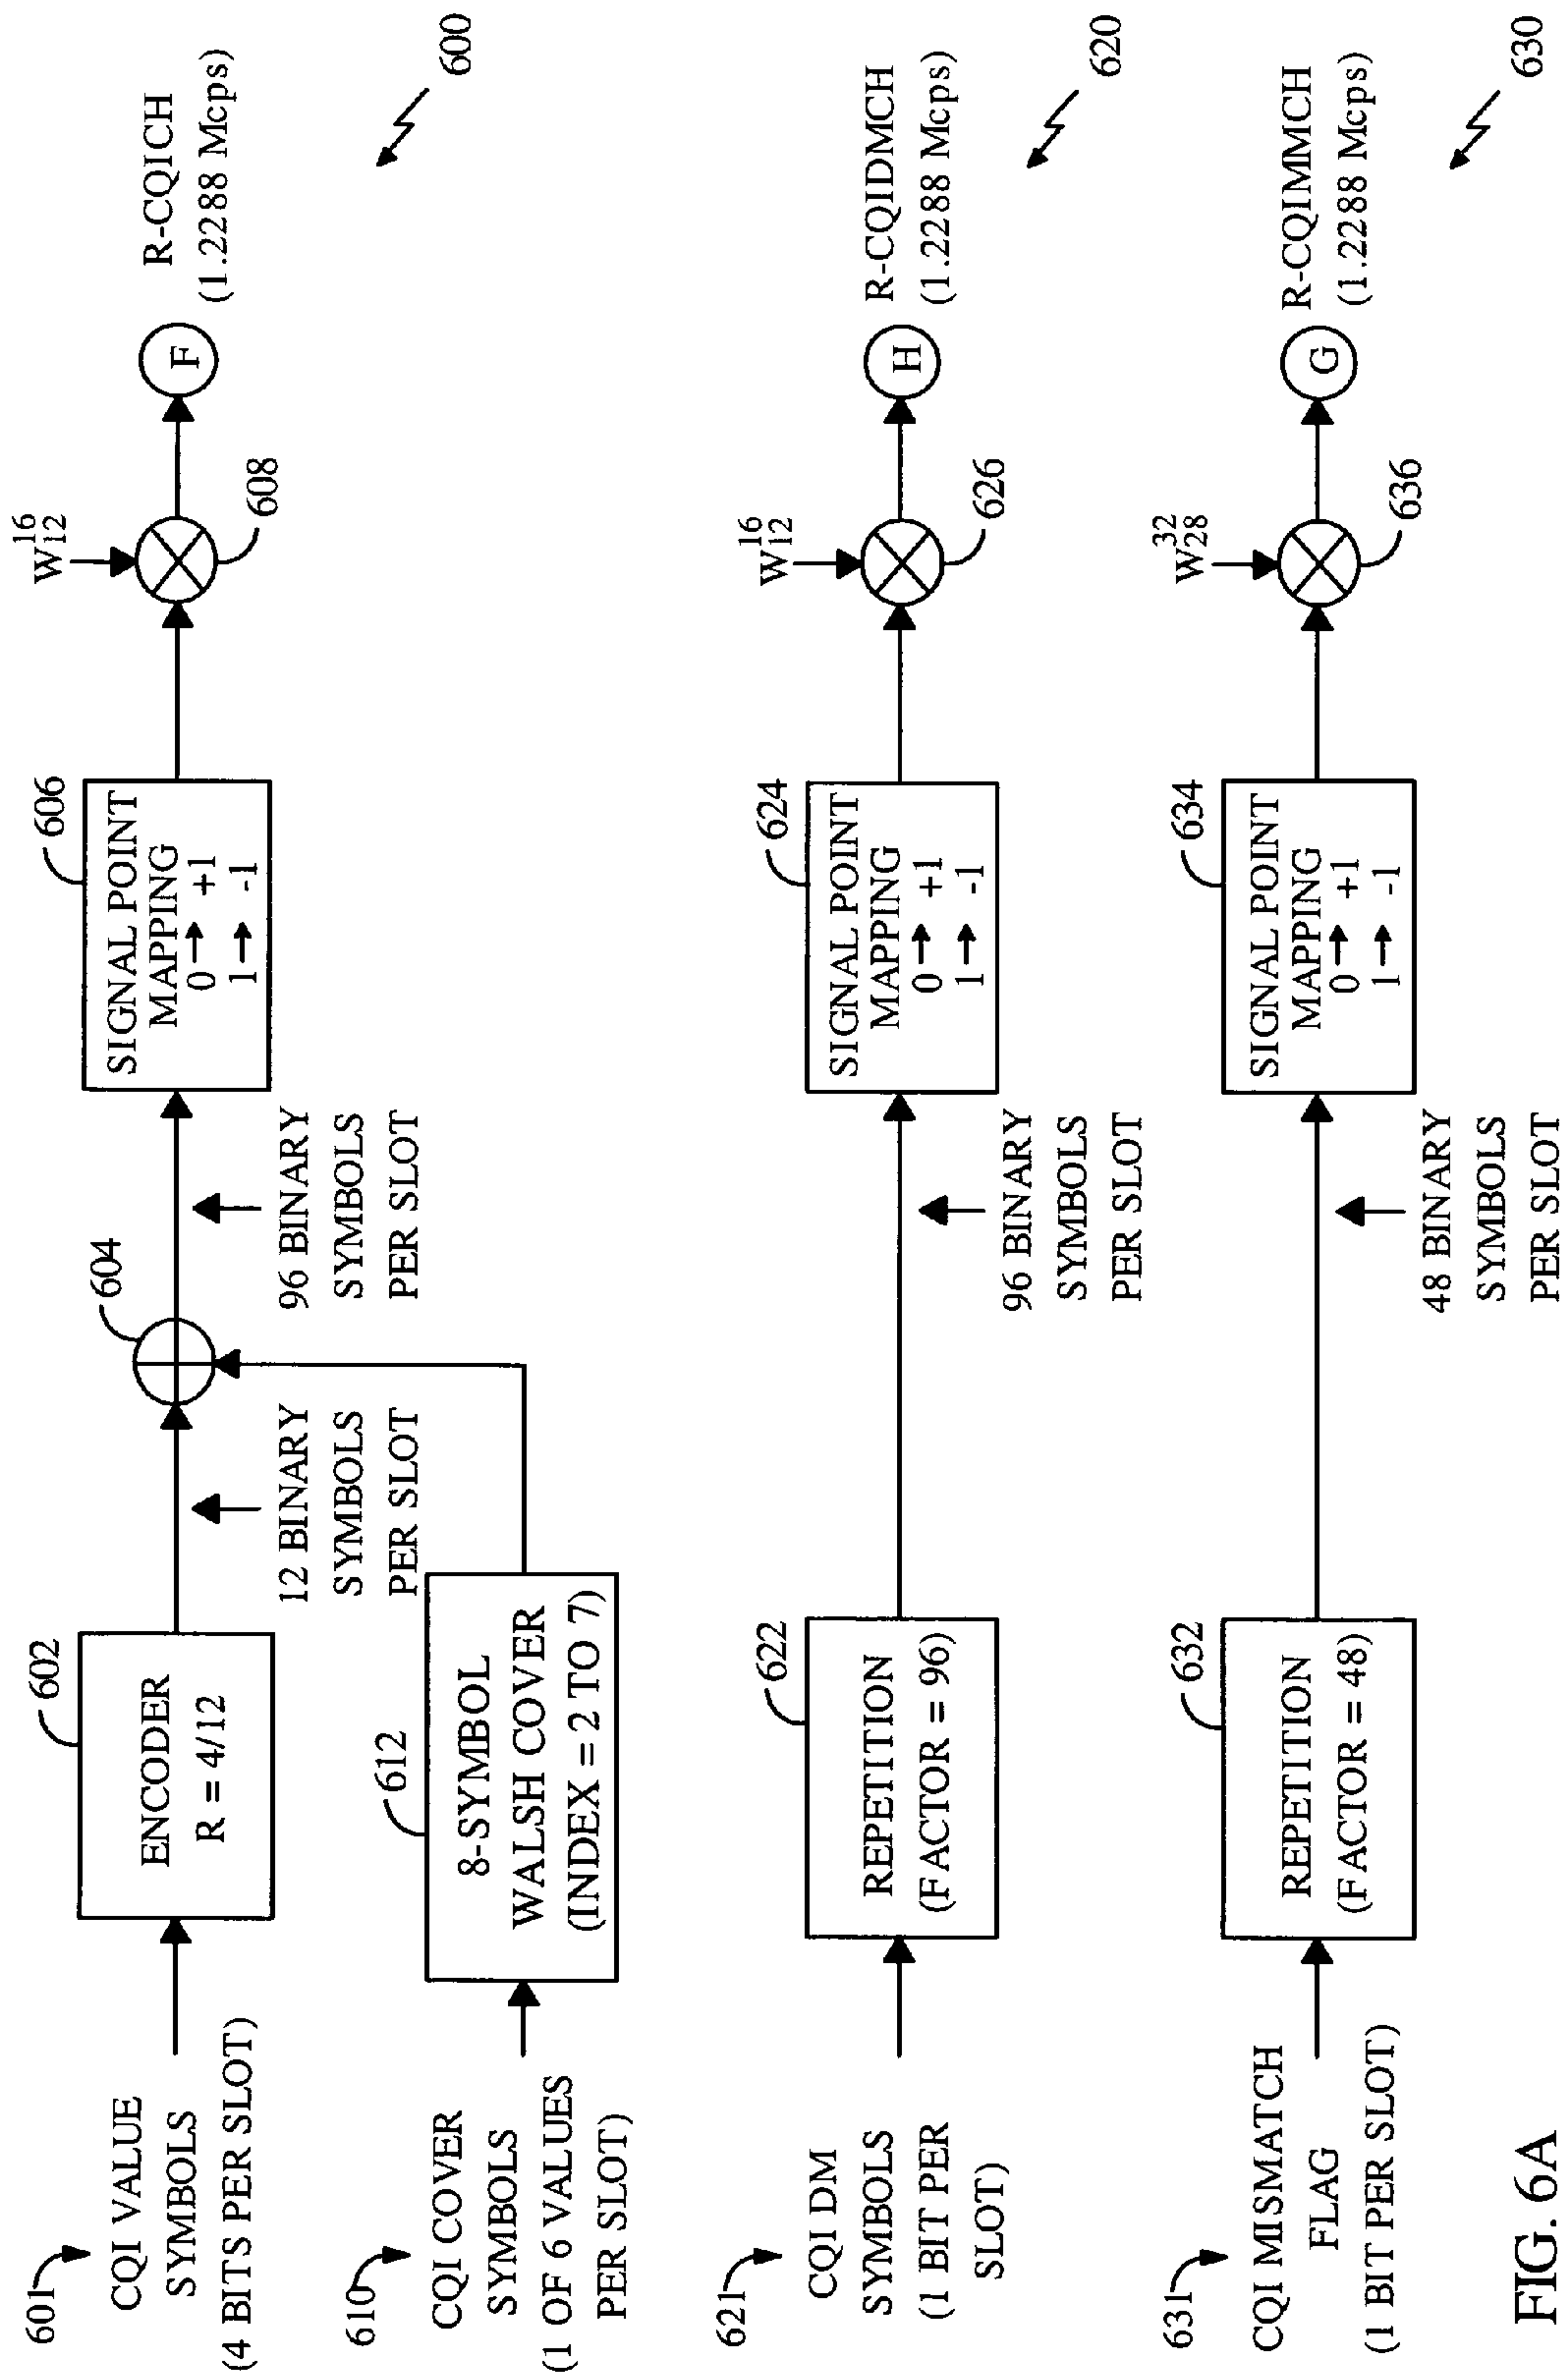 601
CQI VALUE
SYMBOLS
(4 BITS PER SLOT)
602
ENCODER
R = 4/12
12 BINARY
SYMBOLS
PER SLOT
604
96 BINARY
SYMBOLS
PER SLOT
606
SIGNAL POINT
MAPPING
0→ +1
1→ -1
W 16 12
608
F
R-CQICH
(1.2288 Mcps)
600
610
CQI COVER
SYMBOLS
(1 OF 6 VALUES
PER SLOT)
612
8-SYMBOL
WALSH COVER
(INDEX = 2 TO 7)
621
CQI DM
SYMBOLS
(1 BIT PER
SLOT)
622
REPETITION
(FACTOR = 96)
96 BINARY
SYMBOLS
PER SLOT
624
SIGNAL POINT
MAPPING
0→ +1
1→ -1
W 16 12
626
H
R-CQIDMCH
(1.2288 Mcps)
620
631
CQI MISMATCH
FLAG
(1 BIT PER SLOT)
632
REPETITION
(FACTOR = 48)
48 BINARY
SYMBOLS
PER SLOT
634
SIGNAL POINT
MAPPING
0→ +1
1→ -1
W 32 28
636
G
R-CQIMMCH
(1.2288 Mcps)
630
FIG. 6A